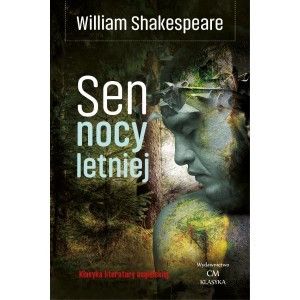 William Shakespeare
Sen
nocy
letniej
Klasyka literatury angielskiej
Wydawnictwo
CM
KLASYKA